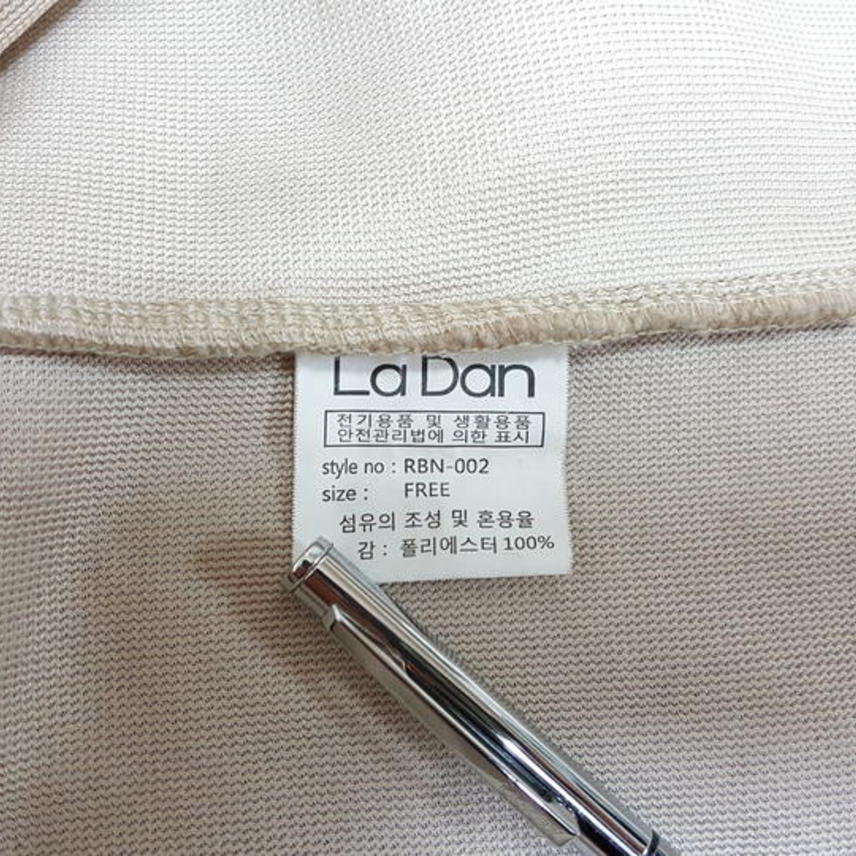 La Dan
전기용품 및 생활용품
안전관리법에 의한 표시
style no : RBN-002
size : FREE
섬유의 조성 및 혼용율
감 : 폴리에스터 100%